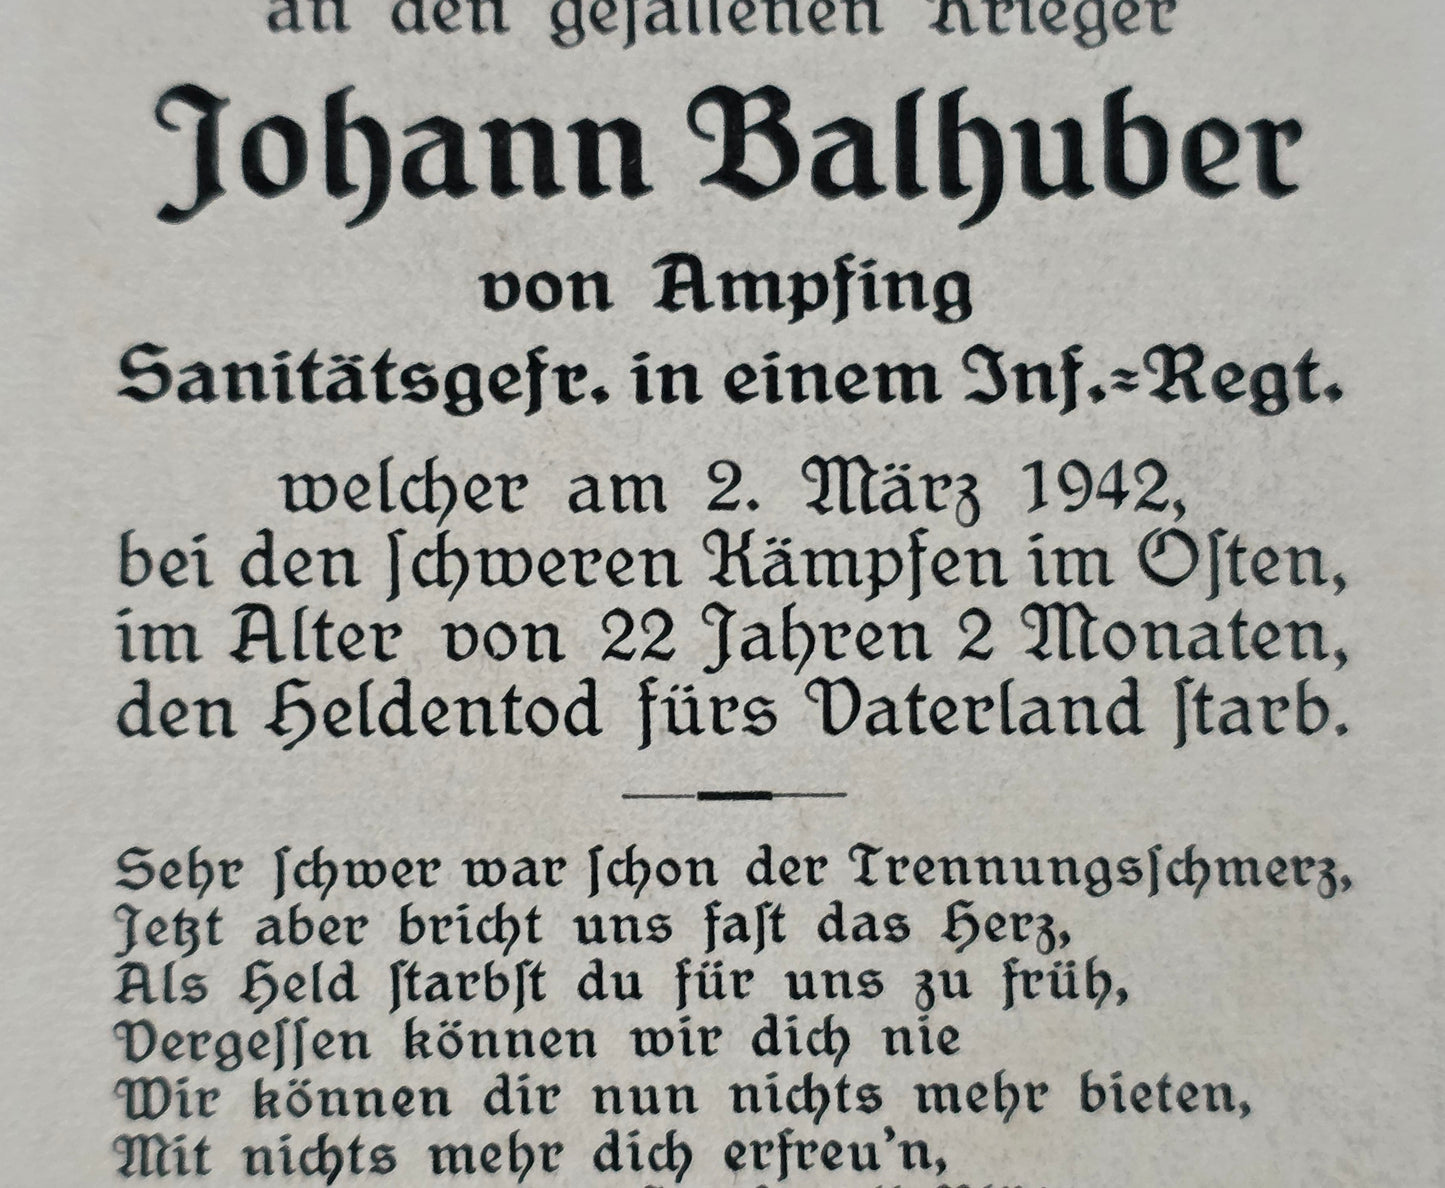 an den gefallenen Krieger
Johann Balhuber
von Ampfing
Sanitätsgefr. in einem Inf.=Regt.
welcher am 2. März 1942,
bei den ſchweren Kämpfen im Oſten,
im Alter von 22 Jahren 2 Monaten,
den Heldentod fürs Vaterland ſtarb.
Sehr ſchwer war ſchon der Trennungsſchmerz,
Jetzt aber bricht uns faſt das Herz,
Als Held ſtarbſt du für uns zu früh,
Vergeſſen können wir dich nie
Wir können dir nun nichts mehr bieten,
Mit nichts mehr dich erfreu'n,